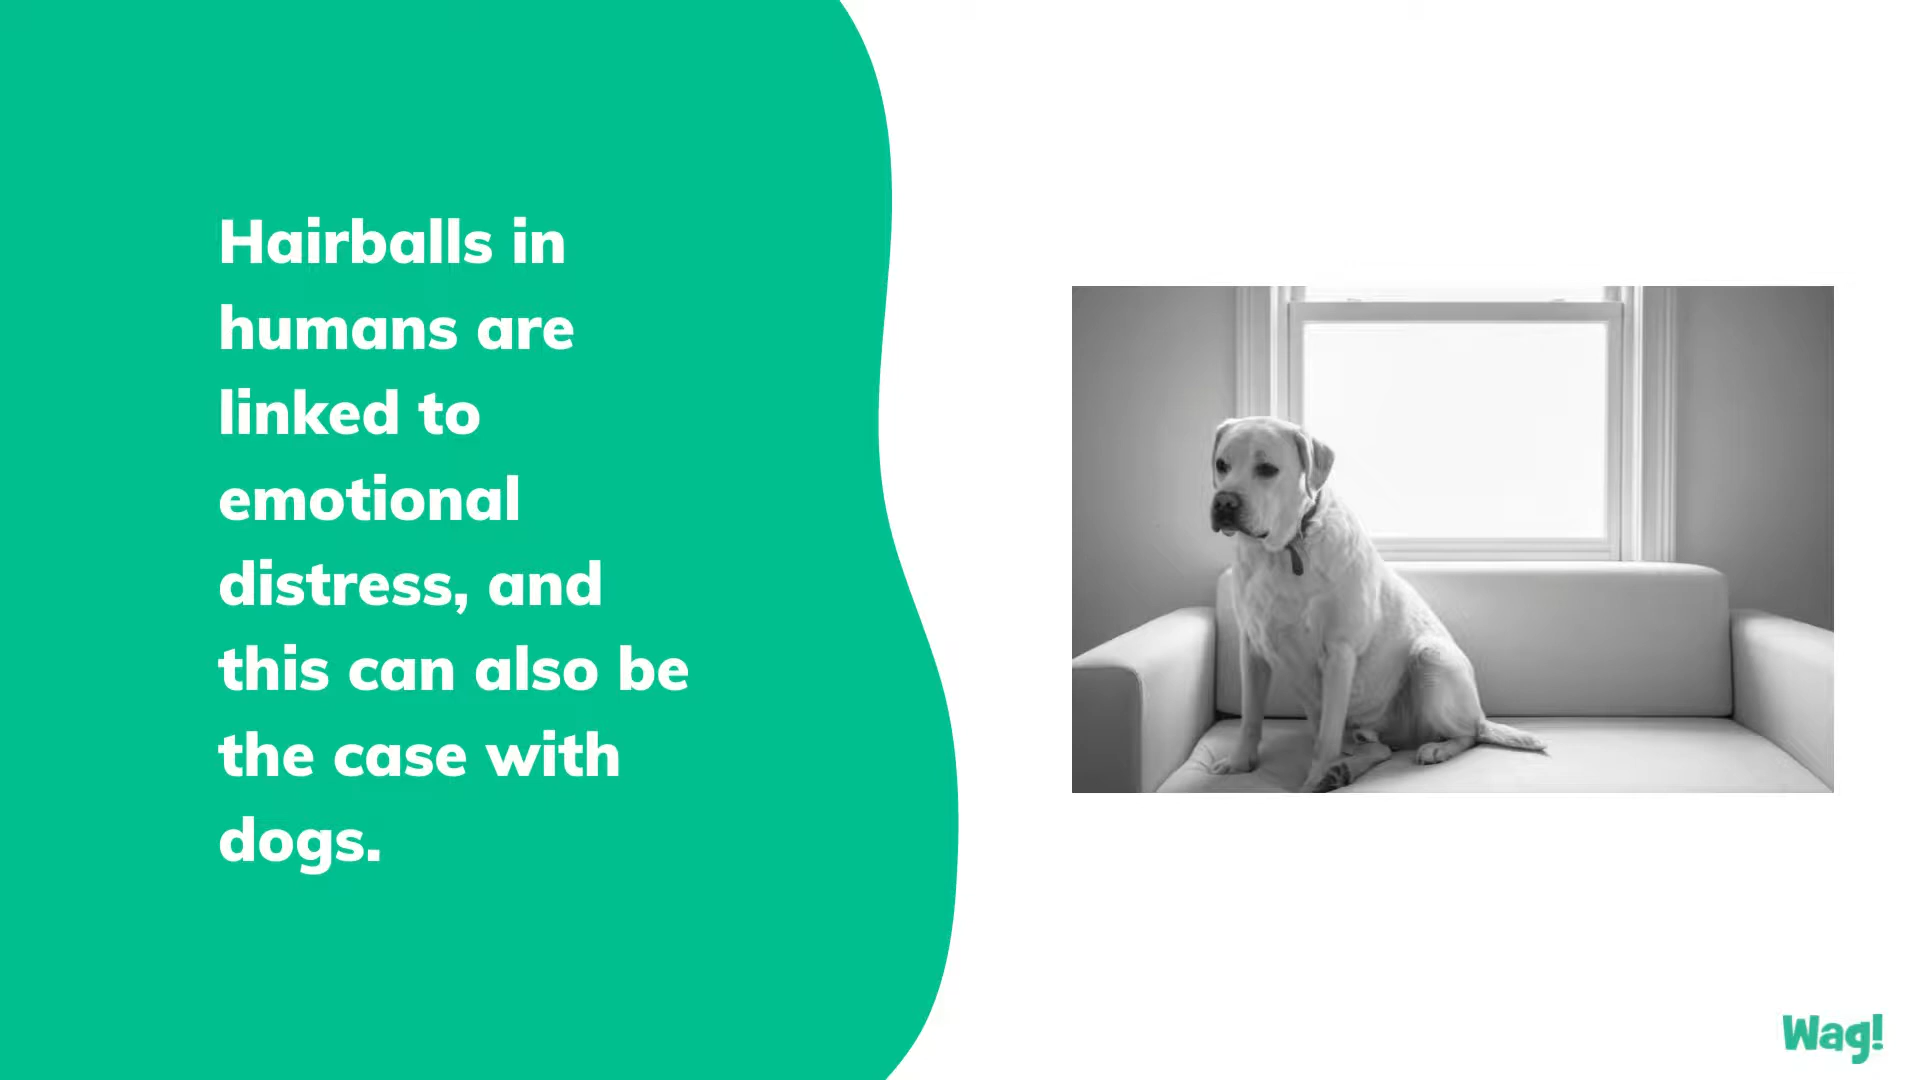 Hairballs in
humans are
linked to
emotional
distress, and
this can also be
the case with
dogs.
Wag!